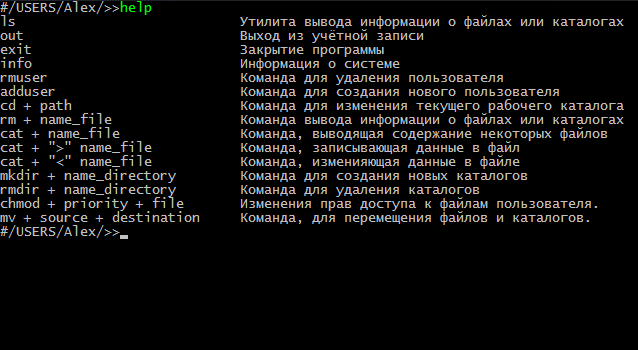 #/USERS/Alex/>>help
ls Утилита вывода информации о файлах или каталогах
out Выход из учётной записи
exit Закрытие программы
info Информация о системе
rmuser Команда для удаления пользователя
adduser Команда для создания нового пользователя
cd + path Команда для изменения текущего рабочего каталога
rm + name_file Команда вывода информации о файлах или каталогах
cat + name_file Команда, выводящая содержание некоторых файлов
cat + ">" name_file Команда, записывающая данные в файл
cat + "<" name_file Команда, изменияющая данные в файле
mkdir + name_directory Команда для создания новых каталогов
rmdir + name_directory Команда для удаления каталогов
chmod + priority + file Изменения прав доступа к файлам пользователя.
mv + source + destination Команда, для перемещения файлов и каталогов.
#/USERS/Alex/>>